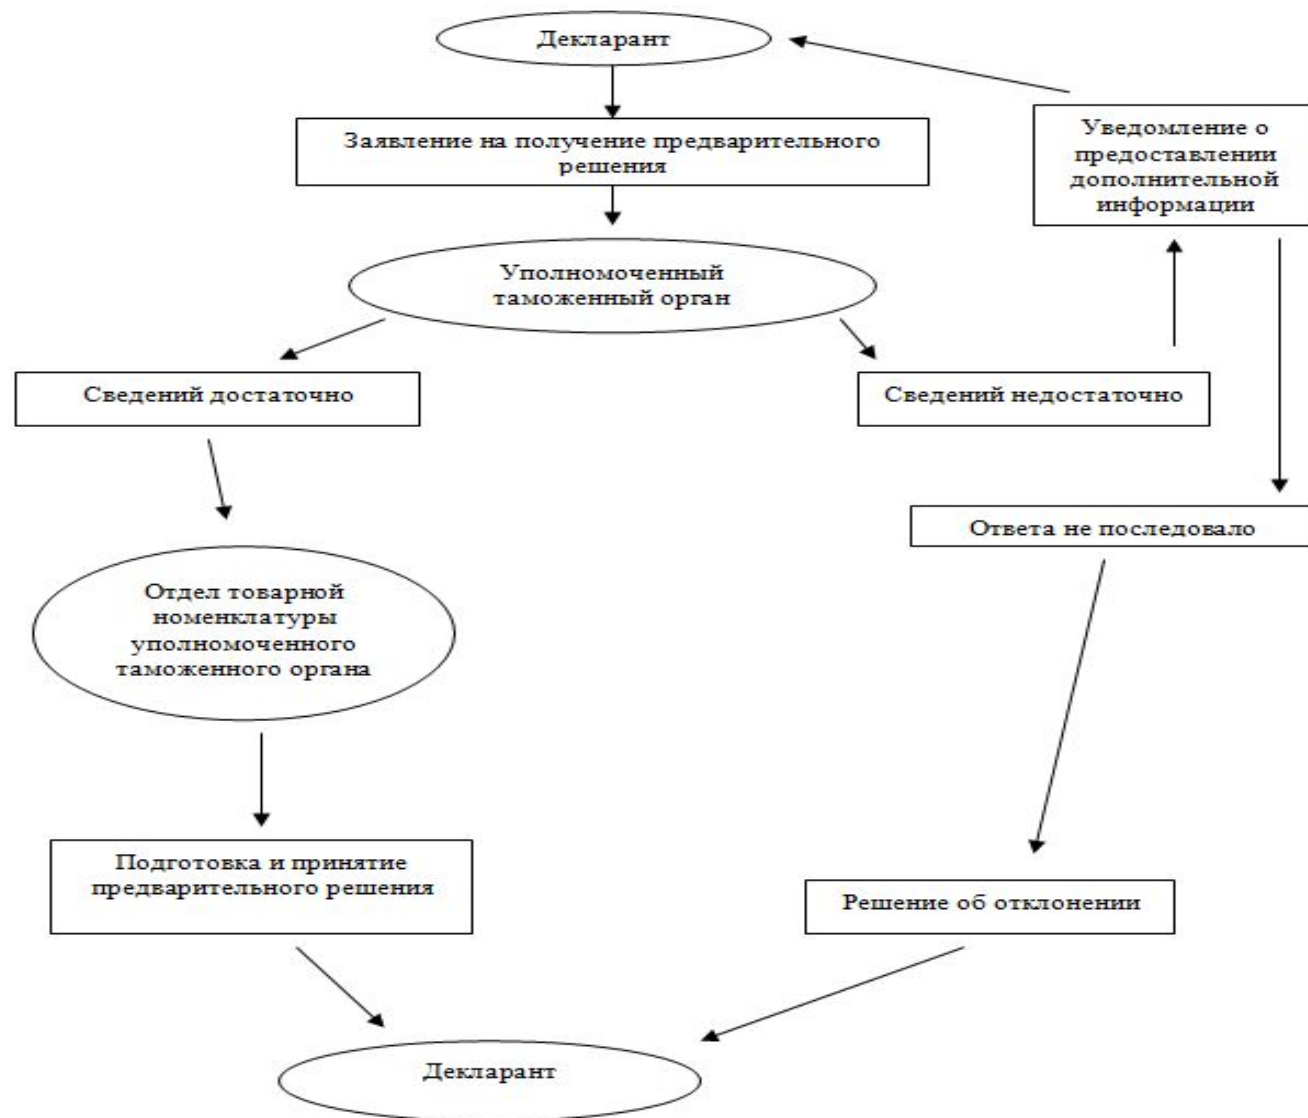 Декларант
Заявление на получение предварительного
решения
Уведомление о
предоставлении
дополнительной
информации
Уполномоченный
таможенный орган
Сведений достаточно
Сведений недостаточно
Ответа не последовало
Отдел товарной
номенклатуры
уполномоченного
таможенного органа
Подготовка и принятие
предварительного решения
Решение об отклонении
Декларант